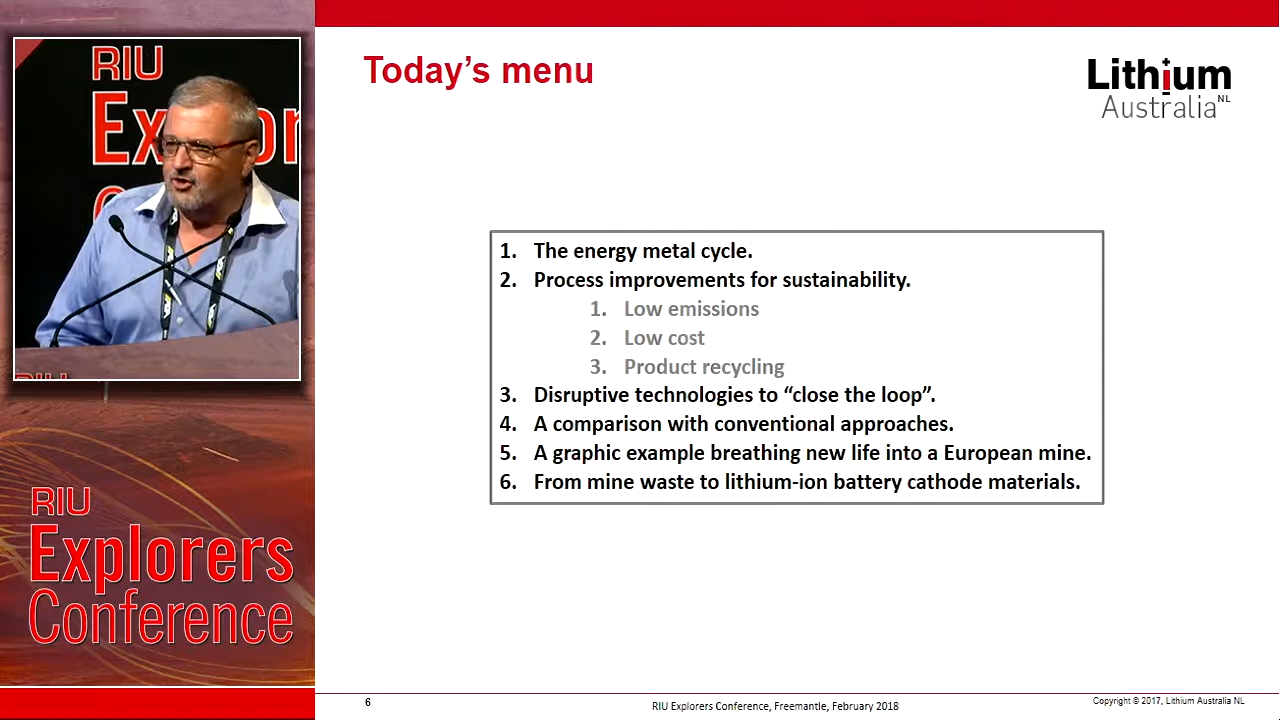 RIU
Explorers
Conference
Today's menu
Lithium
Australia NL
1. The energy metal cycle.
2. Process improvements for sustainability.
1. Low emissions
2. Low cost
3. Product recycling
3. Disruptive technologies to “close the loop”.
4. A comparison with conventional approaches.
5. A graphic example breathing new life into a European mine.
6. From mine waste to lithium-ion battery cathode materials.
RIU
Explorers
Conference
6
RIU Explorers Conference, Freemantle, February 2018
Copyright © 2017, Lithium Australia NL